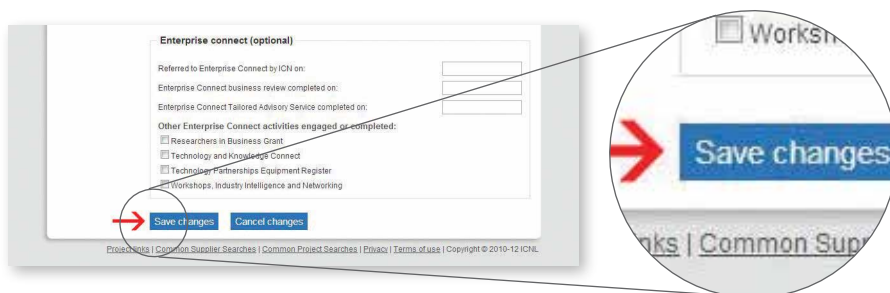 Enterprise connect (optional)
Referred to Enterprise Connect by ICN on:
Enterprise Connect business review completed on:
Enterprise Connect Tailored Advisory Service completed on:
Other Enterprise Connect activities engaged or completed:
Researchers in Business Grant
Technology and Knowledge Connect
Technology Partnerships Equipment Register
Workshops, Industry Intelligence and Networking
Save changes Cancel changes
Project links | Common Supplier Searches | Common Project Searches | Privacy | Terms of use | Copyright © 2010-12 ICNL
Worksh
Save changes
nks | Common Supp